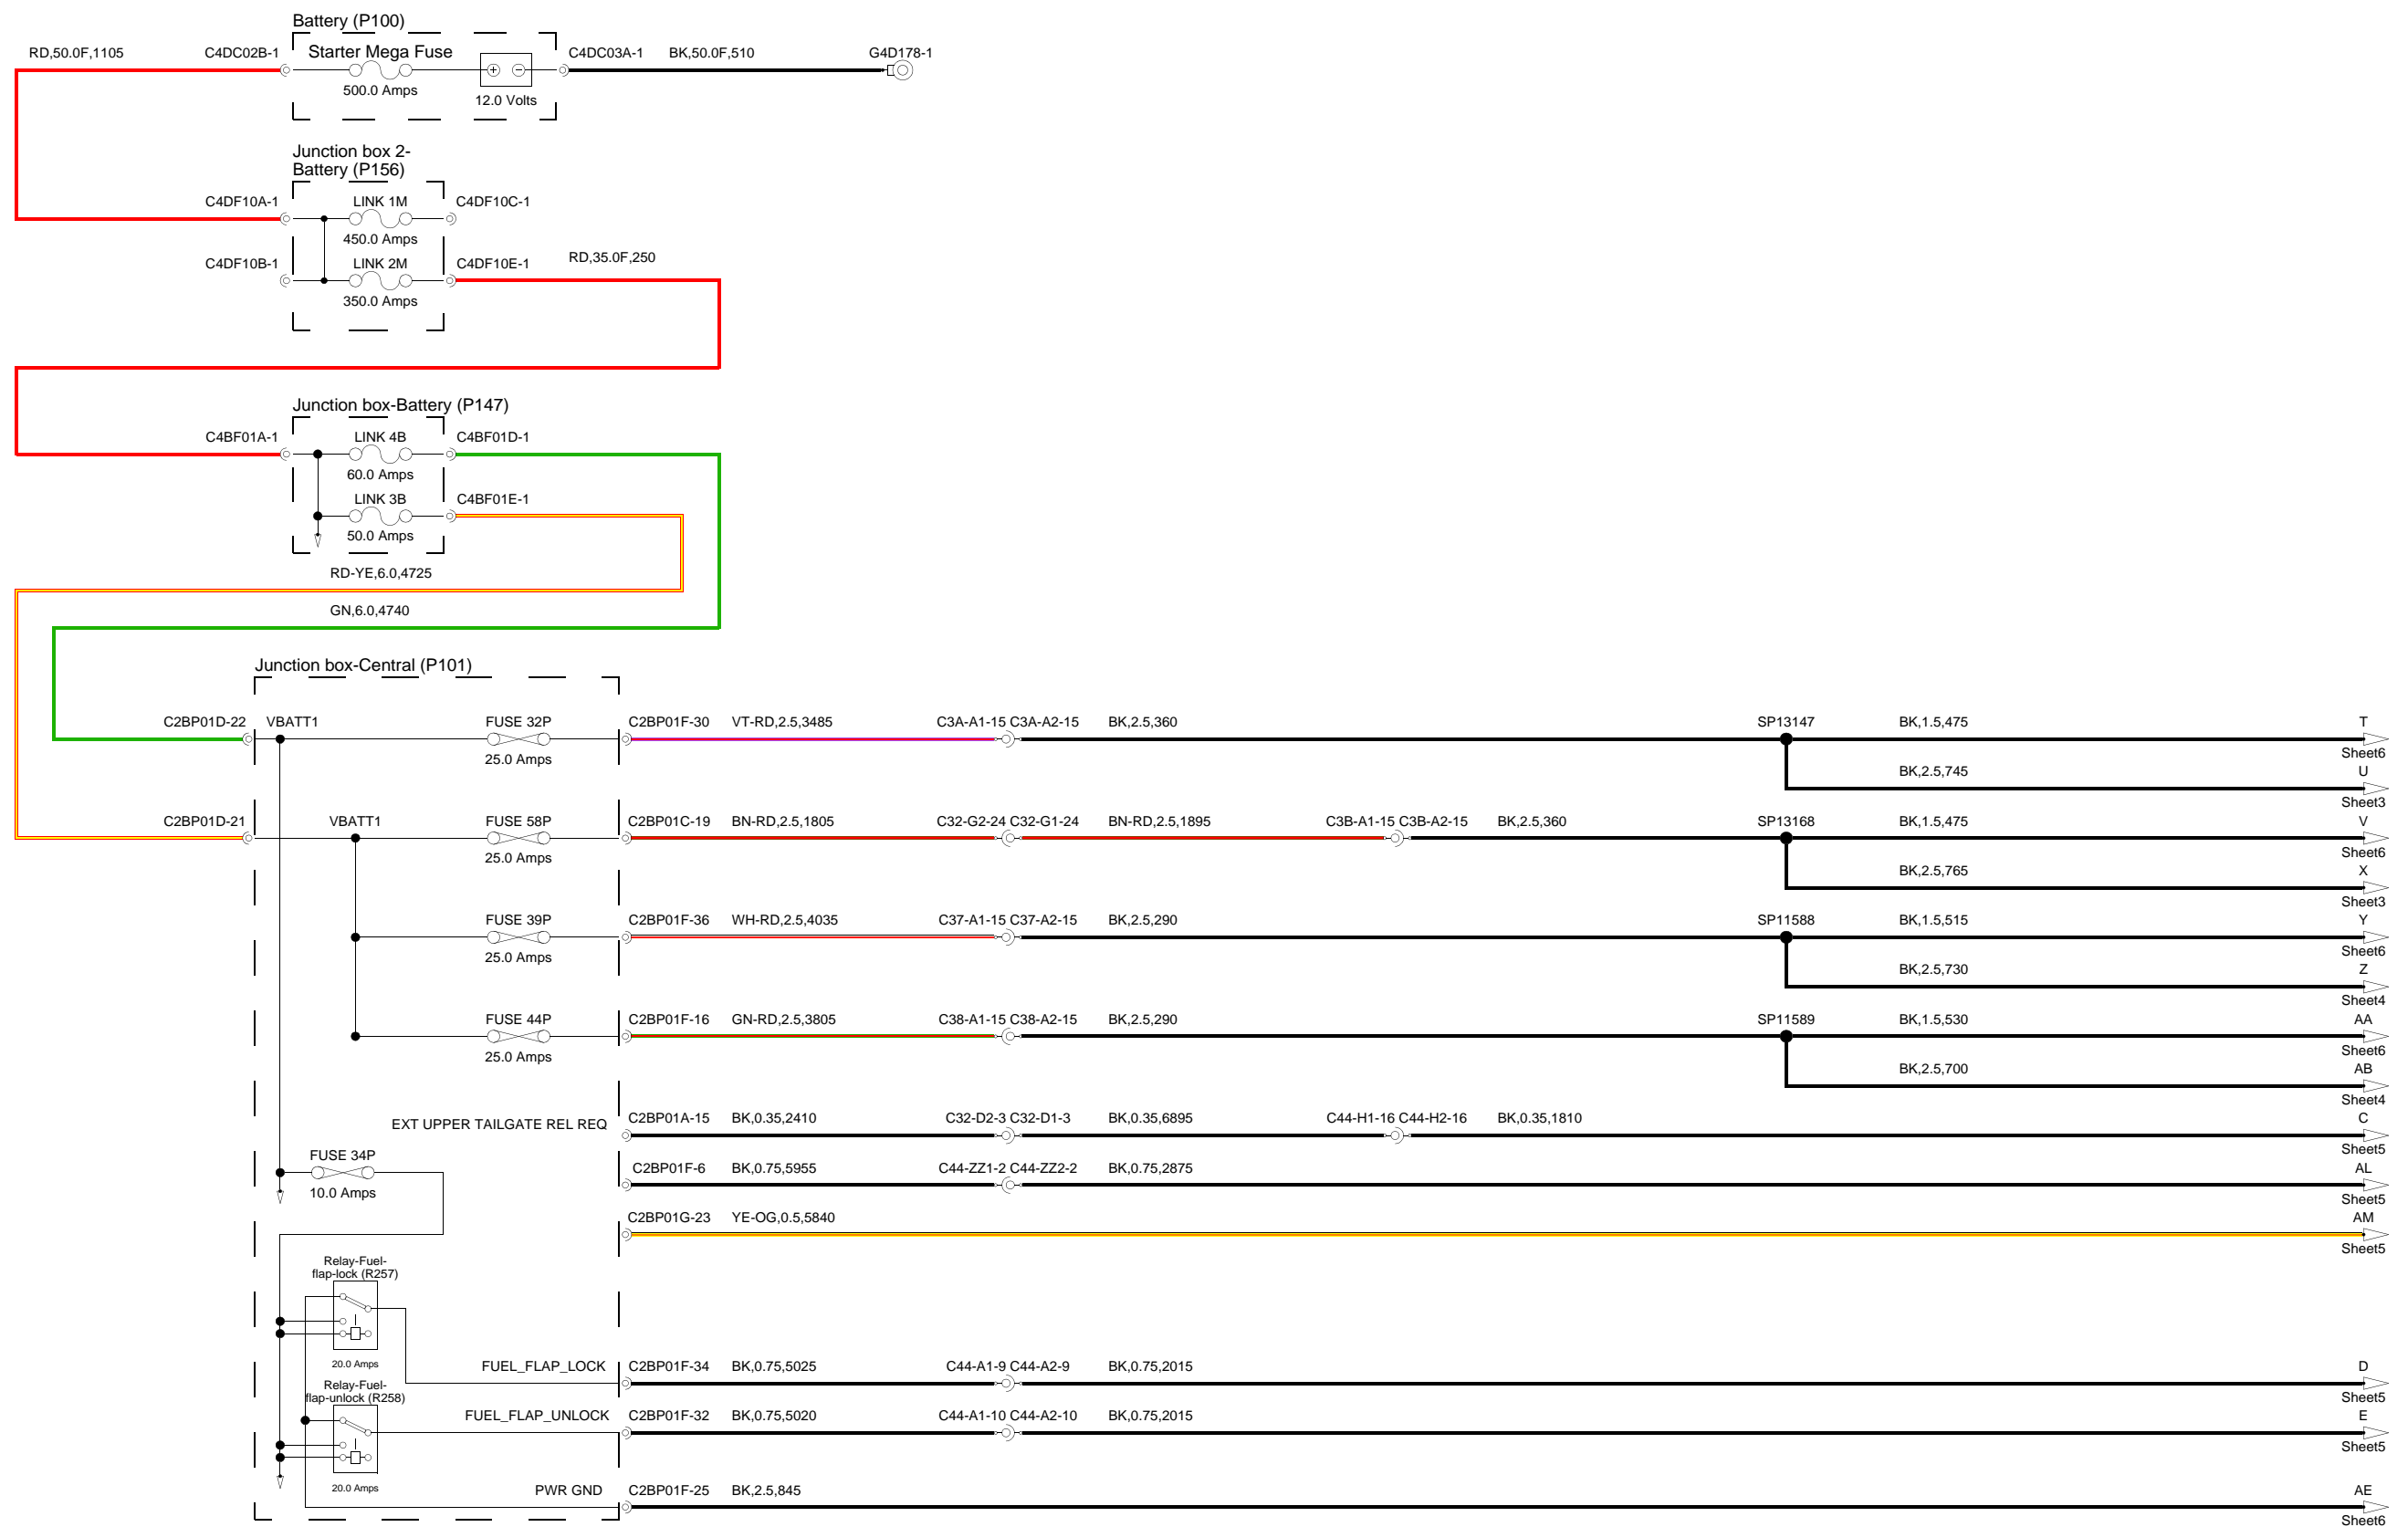 Battery (P100)
RD,50.0F,1105
C4DC02B-1
Starter Mega Fuse
C4DC03A-1
BK,50.0F,510
G4D178-1
500.0 Amps
12.0 Volts
Junction box 2-
Battery (P156)
C4DF10A-1
LINK 1M
C4DF10C-1
450.0 Amps
C4DF10B-1
LINK 2M
C4DF10E-1
RD,35.0F,250
350.0 Amps
Junction box-Battery (P147)
C4BF01A-1
LINK 4B
C4BF01D-1
60.0 Amps
LINK 3B
C4BF01E-1
50.0 Amps
RD-YE,6.0,4725
GN,6.0,4740
Junction box-Central (P101)
C2BP01D-22
VBATT1
FUSE 32P
C2BP01F-30
VT-RD,2.5,3485
C3A-A1-15 C3A-A2-15
BK,2.5,360
SP13147
BK,1.5,475
T
25.0 Amps
Sheet6
BK,2.5,745
U
Sheet3
C2BP01D-21
VBATT1
FUSE 58P
C2BP01C-19
BN-RD,2.5,1805
C32-G2-24 C32-G1-24
BN-RD,2.5,1895
C3B-A1-15 C3B-A2-15
BK,2.5,360
SP13168
BK,1.5,475
V
25.0 Amps
Sheet6
BK,2.5,765
X
Sheet3
FUSE 39P
C2BP01F-36
WH-RD,2.5,4035
C37-A1-15 C37-A2-15
BK,2.5,290
SP11588
BK,1.5,515
Y
25.0 Amps
Sheet6
BK,2.5,730
Z
Sheet4
FUSE 44P
C2BP01F-16
GN-RD,2.5,3805
C38-A1-15 C38-A2-15
BK,2.5,290
SP11589
BK,1.5,530
AA
25.0 Amps
Sheet6
BK,2.5,700
AB
Sheet4
EXT UPPER TAILGATE REL REQ
C2BP01A-15
BK,0.35,2410
C32-D2-3 C32-D1-3
BK,0.35,6895
C44-H1-16 C44-H2-16
BK,0.35,1810
C
Sheet5
FUSE 34P
10.0 Amps
C2BP01F-6
BK,0.75,5955
C44-ZZ1-2 C44-ZZ2-2
BK,0.75,2875
AL
Sheet5
C2BP01G-23
YE-OG,0.5,5840
AM
Sheet5
Relay-Fuel-
flap-lock (R257)
20.0 Amps
FUEL_FLAP_LOCK
C2BP01F-34
BK,0.75,5025
C44-A1-9 C44-A2-9
BK,0.75,2015
D
Sheet5
Relay-Fuel-
flap-unlock (R258)
FUEL_FLAP_UNLOCK
C2BP01F-32
BK,0.75,5020
C44-A1-10 C44-A2-10
BK,0.75,2015
E
Sheet5
20.0 Amps
PWR GND
C2BP01F-25
BK,2.5,845
AE
Sheet6